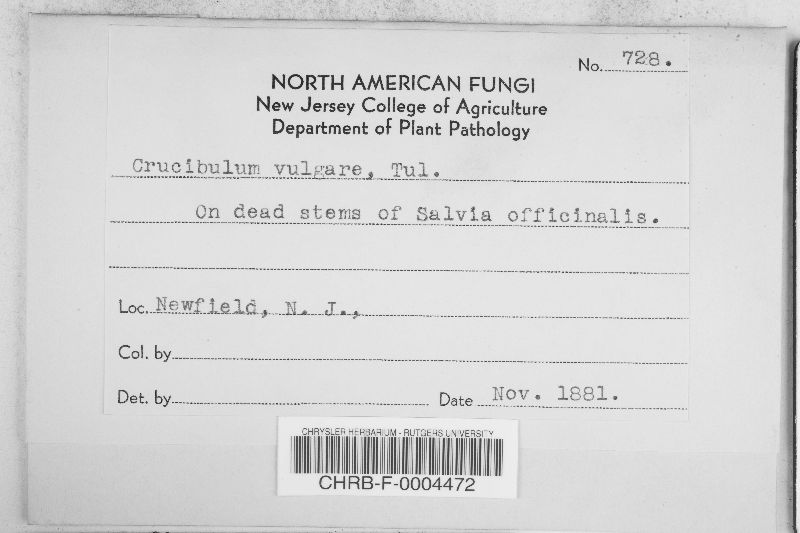 No. 728.
NORTH AMERICAN FUNGI
New Jersey College of Agriculture
Department of Plant Pathology
Crucibulum vulgare, Tul.
On dead stems of Salvia officinalis.
Loc. Newfield, N. J.,
Col. by
Det. by Date Nov. 1881.
CHRYSLER HERBARIUM - RUTGERS UNIVERSITY
CHRB-F-0004472